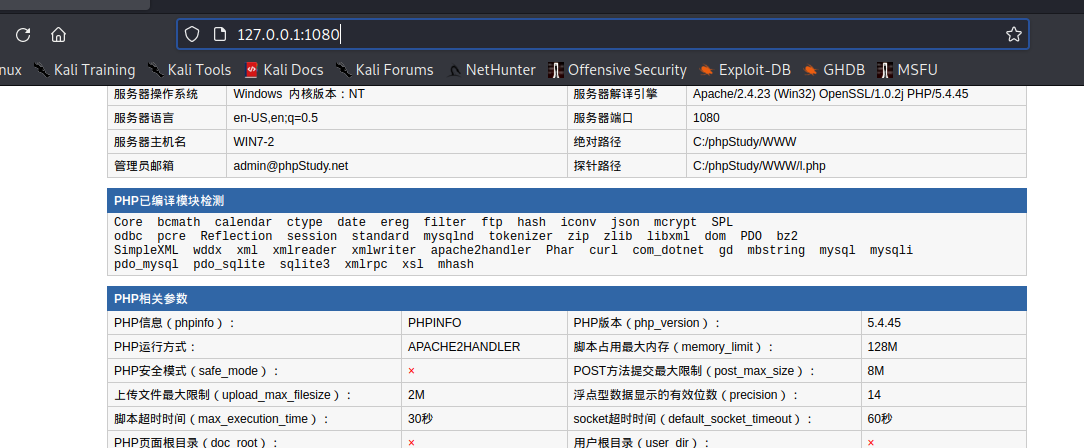 127.0.0.1:1080
nux Kali Training Kali Tools Kali Docs Kali Forums NetHunter Offensive Security Exploit-DB GHDB MSFU
服务器操作系统 Windows 内核版本：NT 服务器解译引擎 Apache/2.4.23 (Win32) OpenSSL/1.0.2j PHP/5.4.45
服务器语言 en-US,en;q=0.5 服务器端口 1080
服务器主机名 WIN7-2 绝对路径 C:/phpStudy/WWW
管理员邮箱 admin@phpStudy.net 探针路径 C:/phpStudy/WWW/l.php
PHP已编译模块检测
Core bcmath calendar ctype date ereg filter ftp hash iconv json mcrypt SPL
odbc pcre Reflection session standard mysqlnd tokenizer zip zlib libxml dom PDO bz2
SimpleXML wddx xml xmlreader xmlwriter apache2handler Phar curl com_dotnet gd mbstring mysql mysqli
pdo_mysql pdo_sqlite sqlite3 xmlrpc xsl mhash
PHP相关参数
PHP信息（phpinfo）： PHPINFO PHP版本（php_version）： 5.4.45
PHP运行方式： APACHE2HANDLER 脚本占用最大内存（memory_limit）： 128M
PHP安全模式（safe_mode）： × POST方法提交最大限制（post_max_size）： 8M
上传文件最大限制（upload_max_filesize）： 2M 浮点型数据显示的有效位数（precision）： 14
脚本超时时间（max_execution_time）： 30秒 socket超时时间（default_socket_timeout）： 60秒
PHP页面根目录（doc_root）： × 用户根目录（user_dir）： ×